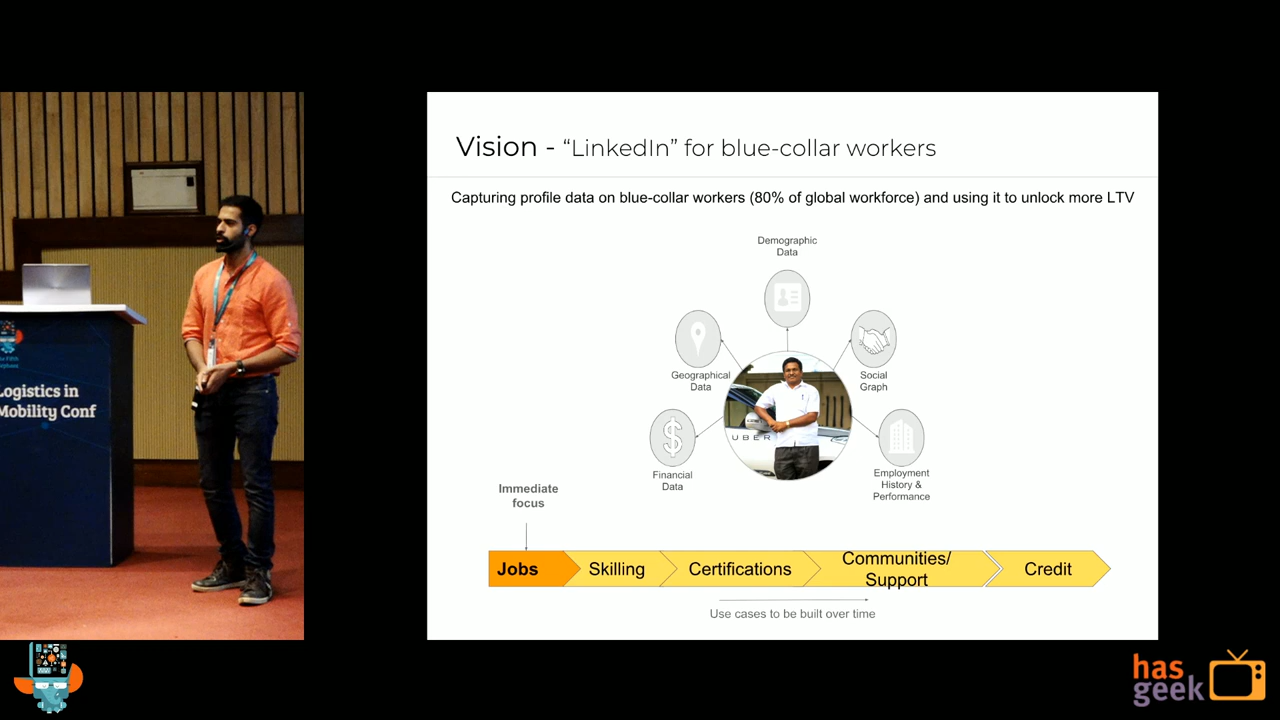 Vision - “LinkedIn” for blue-collar workers
Capturing profile data on blue-collar workers (80% of global workforce) and using it to unlock more LTV
Demographic
Data
Geographical
Data
Social
Graph
UBER
Financial
Data
Employment
History &
Performance
Immediate
focus
Jobs
Skilling
Certifications
Communities/
Support
Credit
Use cases to be built over time
Logistics in
Mobility Conf
has
geek